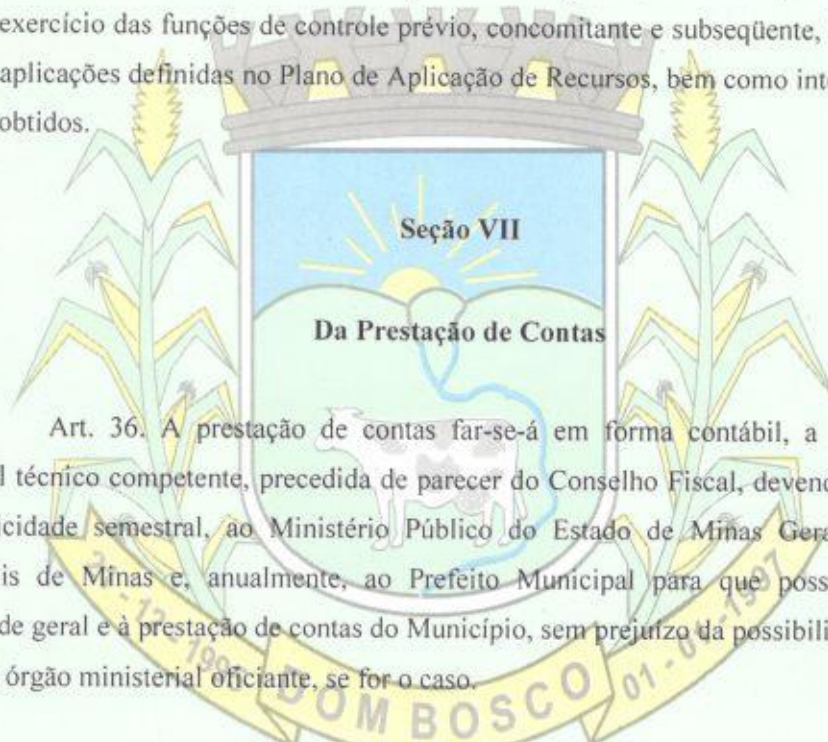 exercício das funções de controle prévio, concomitante e subseqüente,
aplicações definidas no Plano de Aplicação de Recursos, bem como int
obtidos.
Seção VII
Da Prestação de Contas
Art. 36. A prestação de contas far-se-á em forma contábil, a
l técnico competente, precedida de parecer do Conselho Fiscal, devend
icidade semestral, ao Ministério Público do Estado de Minas Gera
is de Minas e, anualmente, ao Prefeito Municipal para que poss
de geral e à prestação de contas do Município, sem prejuízo da possibili
órgão ministerial oficiante, se for o caso.
DOM BOSCO
01-01-1997